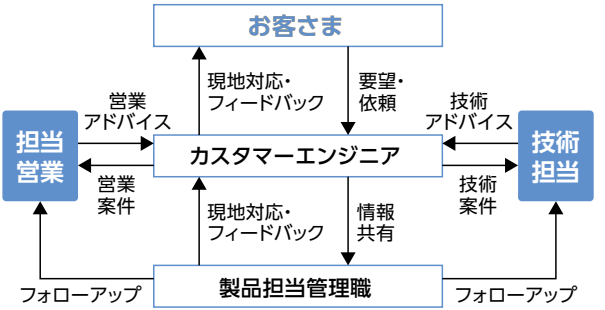 お客さま
現地対応・
フィードバック
要望・
依頼
営業
アドバイス
技術
アドバイス
担当
営業
カスタマーエンジニア
技術
担当
営業
案件
技術
案件
現地対応・
フィードバック
情報
共有
製品担当管理職
フォローアップ
フォローアップ